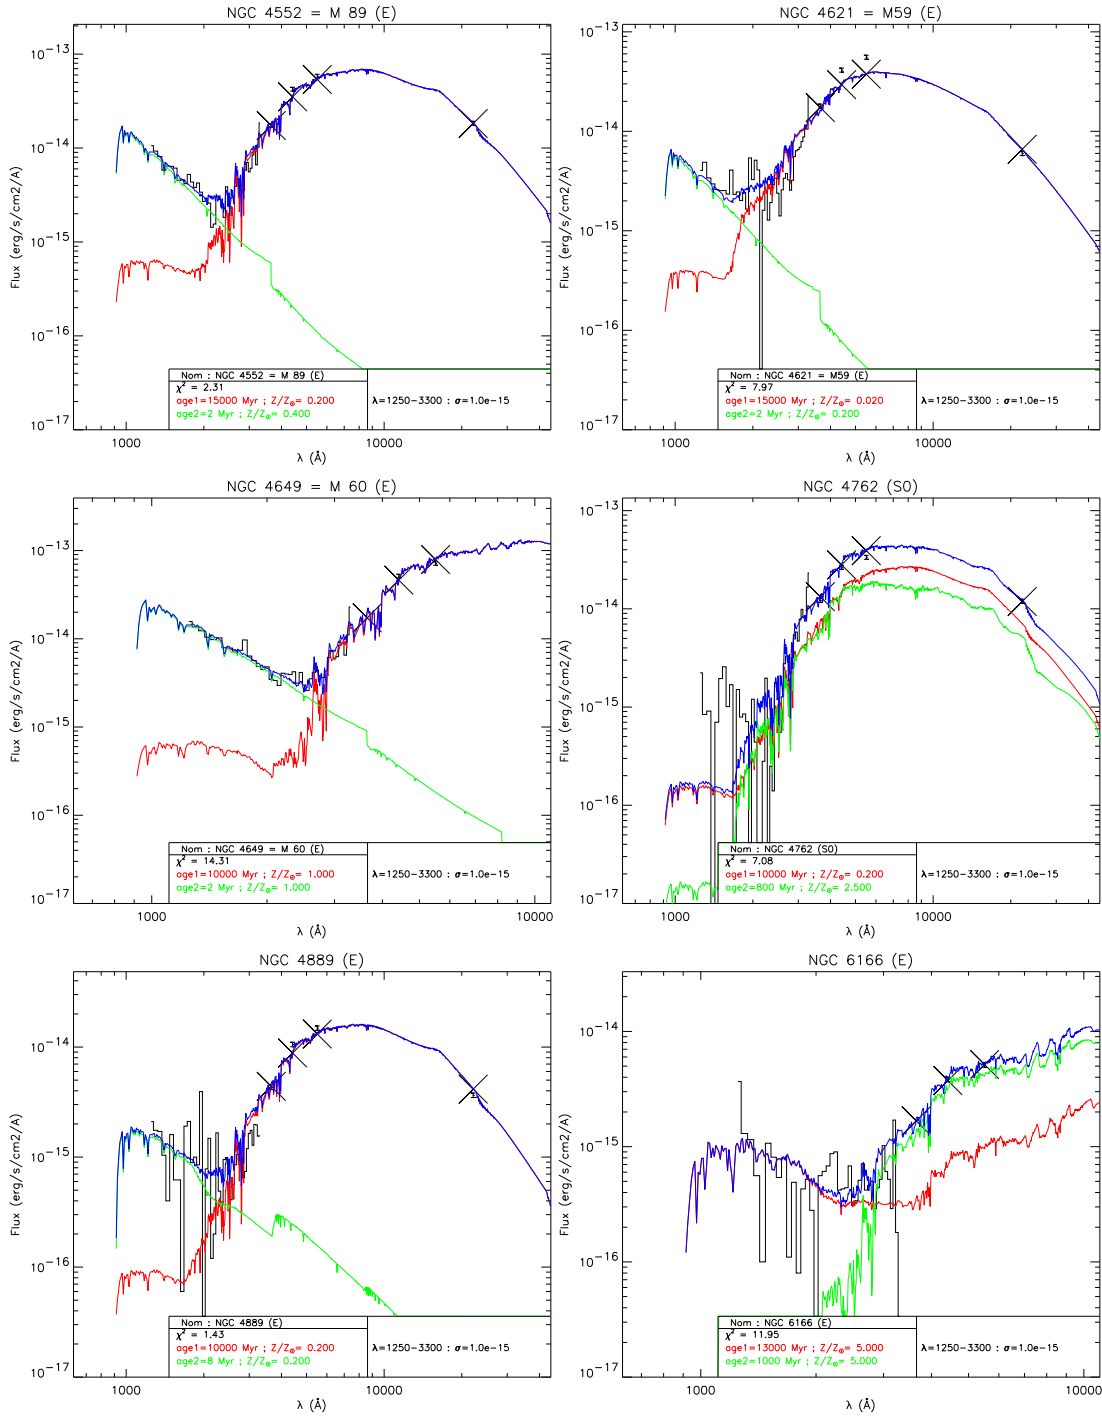 NGC 4552 = M 89 (E)
Flux (erg/s/cm2/A)
10⁻¹³
10⁻¹⁴
10⁻¹⁵
10⁻¹⁶
10⁻¹⁷
Nom : NGC 4552 = M 89 (E)
χ² = 2.31
age1=15000 Myr ; Z/Z⊙= 0.200
age2=2 Myr ; Z/Z⊙= 0.400
λ=1250-3300 : σ=1.0e-15
1000
10000
λ (Å)
NGC 4621 = M59 (E)
Flux (erg/s/cm2/A)
10⁻¹³
10⁻¹⁴
10⁻¹⁵
10⁻¹⁶
10⁻¹⁷
Nom : NGC 4621 = M59 (E)
χ² = 7.97
age1=15000 Myr ; Z/Z⊙= 0.020
age2=2 Myr ; Z/Z⊙= 0.200
λ=1250-3300 : σ=1.0e-15
1000
10000
λ (Å)
NGC 4649 = M 60 (E)
Flux (erg/s/cm2/A)
10⁻¹³
10⁻¹⁴
10⁻¹⁵
10⁻¹⁶
10⁻¹⁷
Nom : NGC 4649 = M 60 (E)
χ² = 14.31
age1=10000 Myr ; Z/Z⊙= 1.000
age2=2 Myr ; Z/Z⊙= 1.000
λ=1250-3300 : σ=1.0e-15
1000
10000
λ (Å)
NGC 4762 (S0)
Flux (erg/s/cm2/A)
10⁻¹³
10⁻¹⁴
10⁻¹⁵
10⁻¹⁶
10⁻¹⁷
Nom : NGC 4762 (S0)
χ² = 7.08
age1=10000 Myr ; Z/Z⊙= 0.200
age2=800 Myr ; Z/Z⊙= 2.500
λ=1250-3300 : σ=1.0e-15
1000
10000
λ (Å)
NGC 4889 (E)
Flux (erg/s/cm2/A)
10⁻¹⁴
10⁻¹⁵
10⁻¹⁶
10⁻¹⁷
Nom : NGC 4889 (E)
χ² = 1.43
age1=10000 Myr ; Z/Z⊙= 0.200
age2=8 Myr ; Z/Z⊙= 0.200
λ=1250-3300 : σ=1.0e-15
1000
10000
λ (Å)
NGC 6166 (E)
Flux (erg/s/cm2/A)
10⁻¹⁴
10⁻¹⁵
10⁻¹⁶
10⁻¹⁷
Nom : NGC 6166 (E)
χ² = 11.95
age1=13000 Myr ; Z/Z⊙= 5.000
age2=1000 Myr ; Z/Z⊙= 5.000
λ=1250-3300 : σ=1.0e-15
1000
10000
λ (Å)